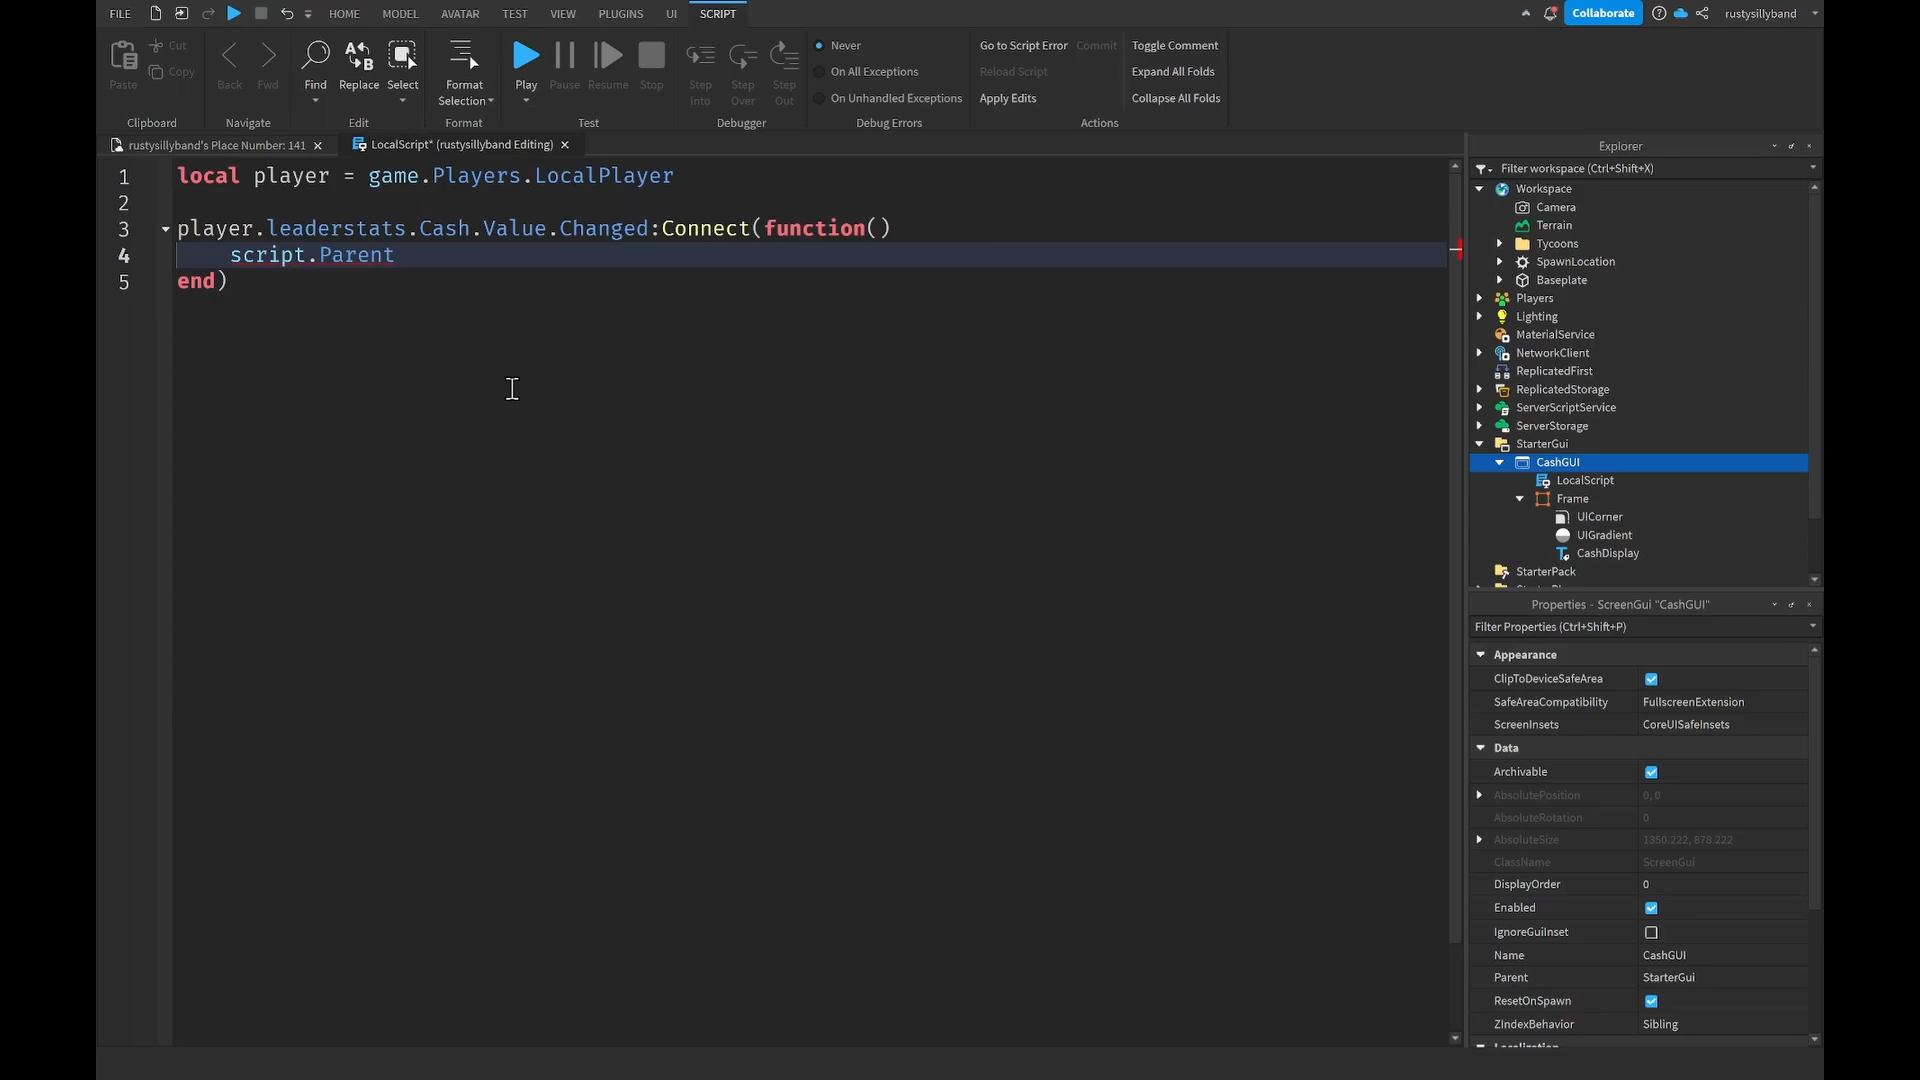 FILE HOME MODEL AVATAR TEST VIEW PLUGINS UI SCRIPT Collaborate rustysillyband
Paste Cut Copy
Clipboard
Back Fwd
Navigate
Find Replace Select
Edit
Format Selection
Format
Play Pause Resume Stop
Test
Step Into Step Over Step Out
Debugger
Never
On All Exceptions
On Unhandled Exceptions
Debug Errors
Go to Script Error Commit Toggle Comment
Reload Script Expand All Folds
Apply Edits Collapse All Folds
Actions
rustysillyband's Place Number: 141 LocalScript* (rustysillyband Editing)
1 local player = game.Players.LocalPlayer
2
3 player.leaderstats.Cash.Value.Changed:Connect(function()
4 script.Parent
5 end)
Explorer
Filter workspace (Ctrl+Shift+X)
Workspace
Camera
Terrain
Tycoons
SpawnLocation
Baseplate
Players
Lighting
MaterialService
NetworkClient
ReplicatedFirst
ReplicatedStorage
ServerScriptService
ServerStorage
StarterGui
CashGUI
LocalScript
Frame
UICorner
UIGradient
CashDisplay
StarterPack
Properties - ScreenGui "CashGUI"
Filter Properties (Ctrl+Shift+P)
Appearance
ClipToDeviceSafeArea
SafeAreaCompatibility FullscreenExtension
ScreenInsets CoreUISafeInsets
Data
Archivable
AbsolutePosition 0, 0
AbsoluteRotation 0
AbsoluteSize 1350.222, 878.222
ClassName ScreenGui
DisplayOrder 0
Enabled
IgnoreGuiInset
Name CashGUI
Parent StarterGui
ResetOnSpawn
ZIndexBehavior Sibling